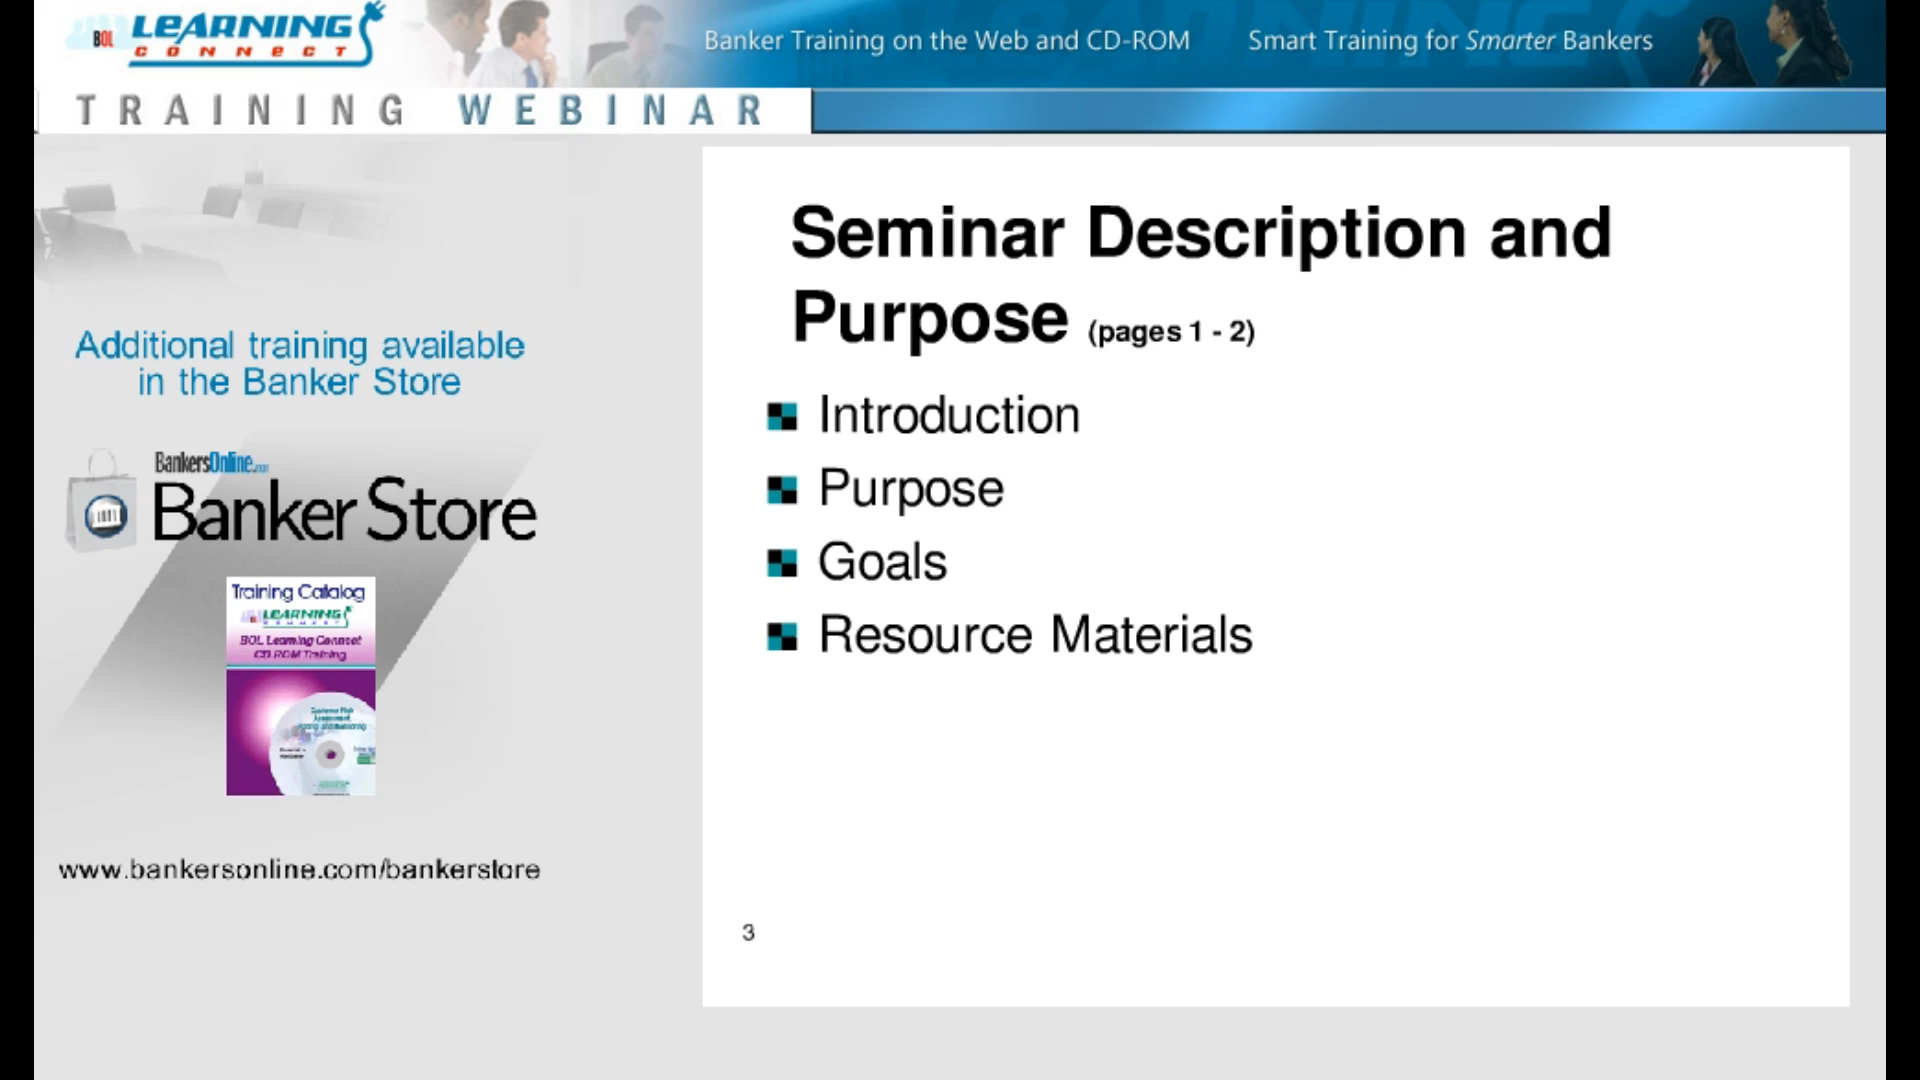 BOL LEARNING
CONNECT
Banker Training on the Web and CD-ROM
Smart Training for Smarter Bankers
TRAINING WEBINAR
Additional training available
in the Banker Store
BankersOnline.com
Banker Store
Training Catalog
LEARNING
CONNECT
BOL Learning Connect
CD ROM Training
www.bankersonline.com/bankerstore
Seminar Description and
Purpose (pages 1 - 2)
Introduction
Purpose
Goals
Resource Materials
3